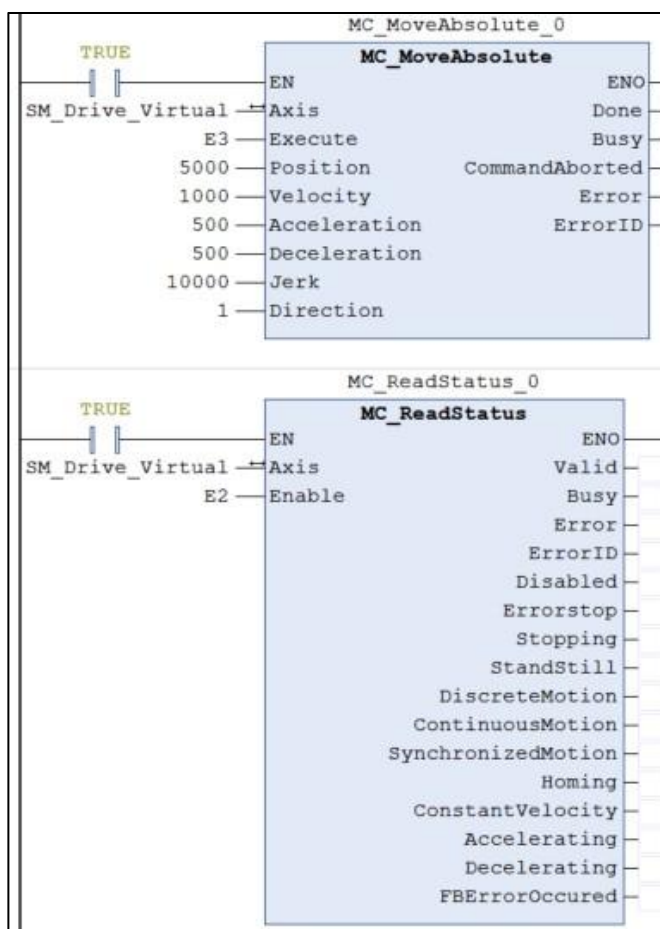 MC_MoveAbsolute_0
TRUE
MC_MoveAbsolute
EN ENO
SM_Drive_Virtual Axis Done
E3 Execute Busy
5000 Position CommandAborted
1000 Velocity Error
500 Acceleration ErrorID
500 Deceleration
10000 Jerk
1 Direction
MC_ReadStatus_0
TRUE
MC_ReadStatus
EN ENO
SM_Drive_Virtual Axis Valid
E2 Enable Busy
Error
ErrorID
Disabled
Errorstop
Stopping
StandStill
DiscreteMotion
ContinuousMotion
SynchronizedMotion
Homing
ConstantVelocity
Accelerating
Decelerating
FBErrorOccured